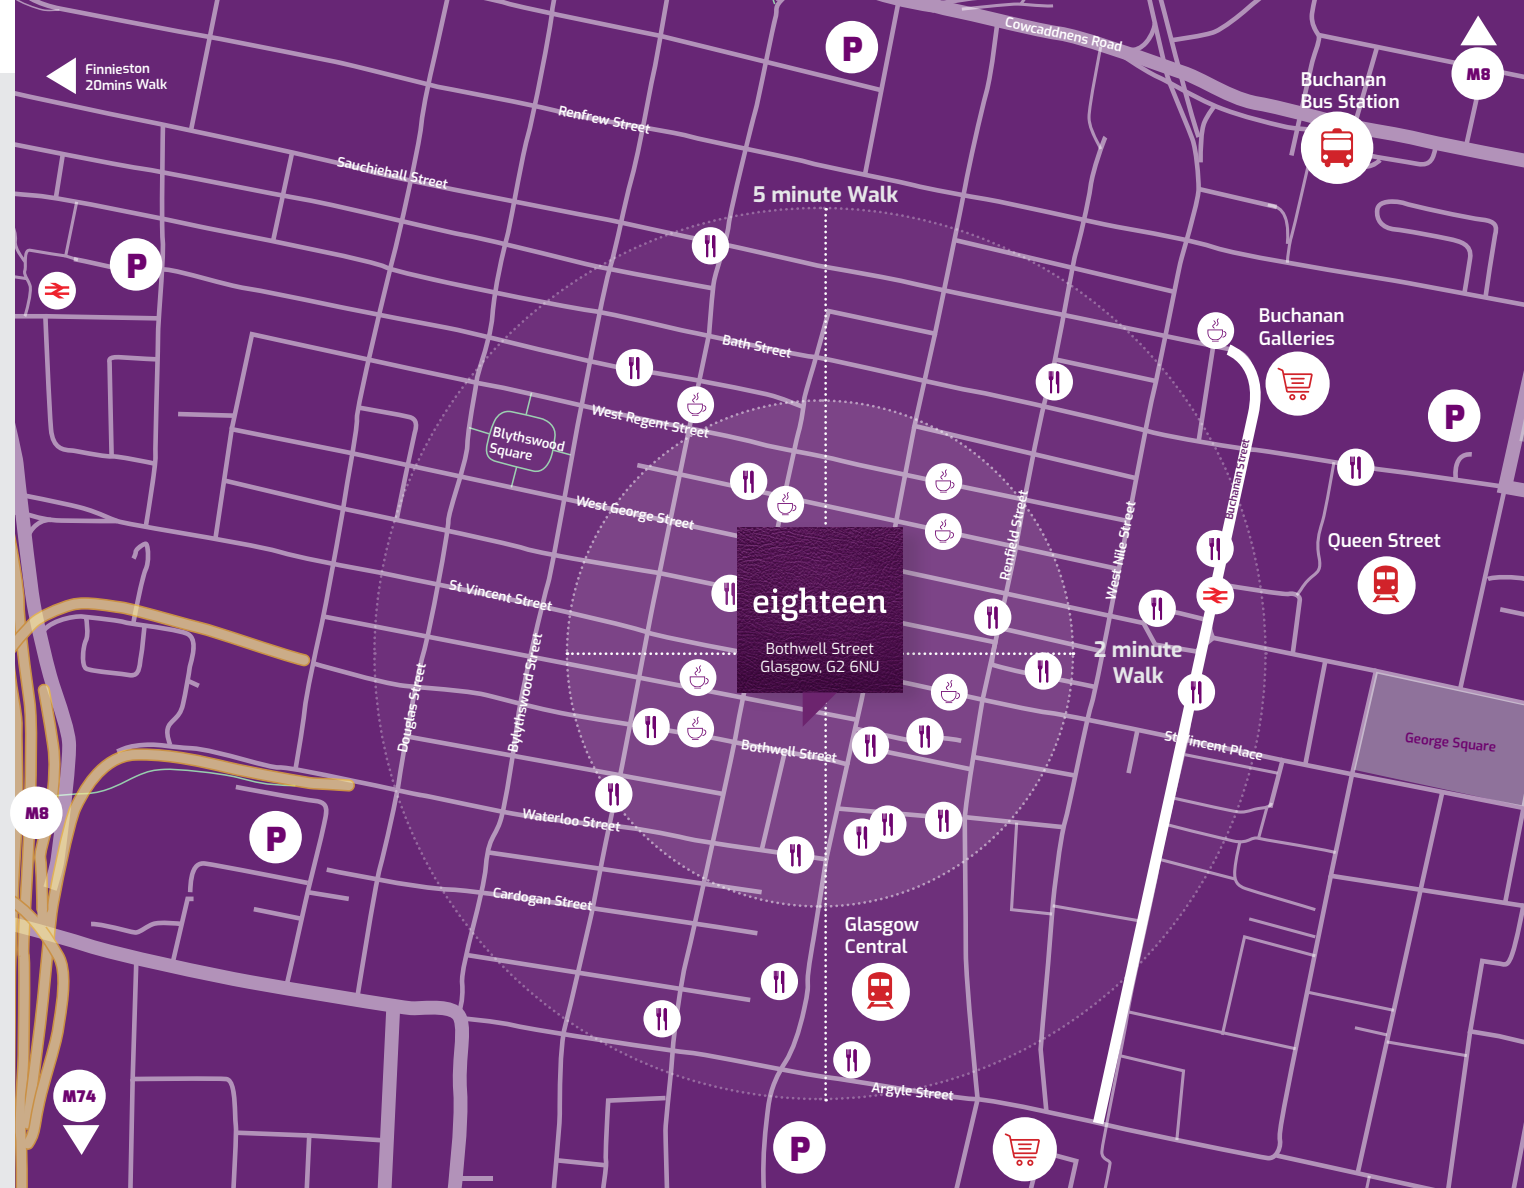 Cowcaddnens Road
P
M8
Finnieston
20mins Walk
Buchanan
Bus Station
Renfrew Street
Sauchiehall Street
5 minute Walk
P
Buchanan
Galleries
Bath Street
West Regent Street
P
Blythswood
Square
Buchanan Street
West George Street
Renfield Street
West Nile Street
Queen Street
St Vincent Street
eighteen
Bothwell Street
Glasgow, G2 6NU
2 minute
Walk
Douglas Street
Bylythswood Street
Bothwell Street
St Vincent Place
George Square
M8
P
Waterloo Street
Cardogan Street
Glasgow
Central
M74
Argyle Street
P